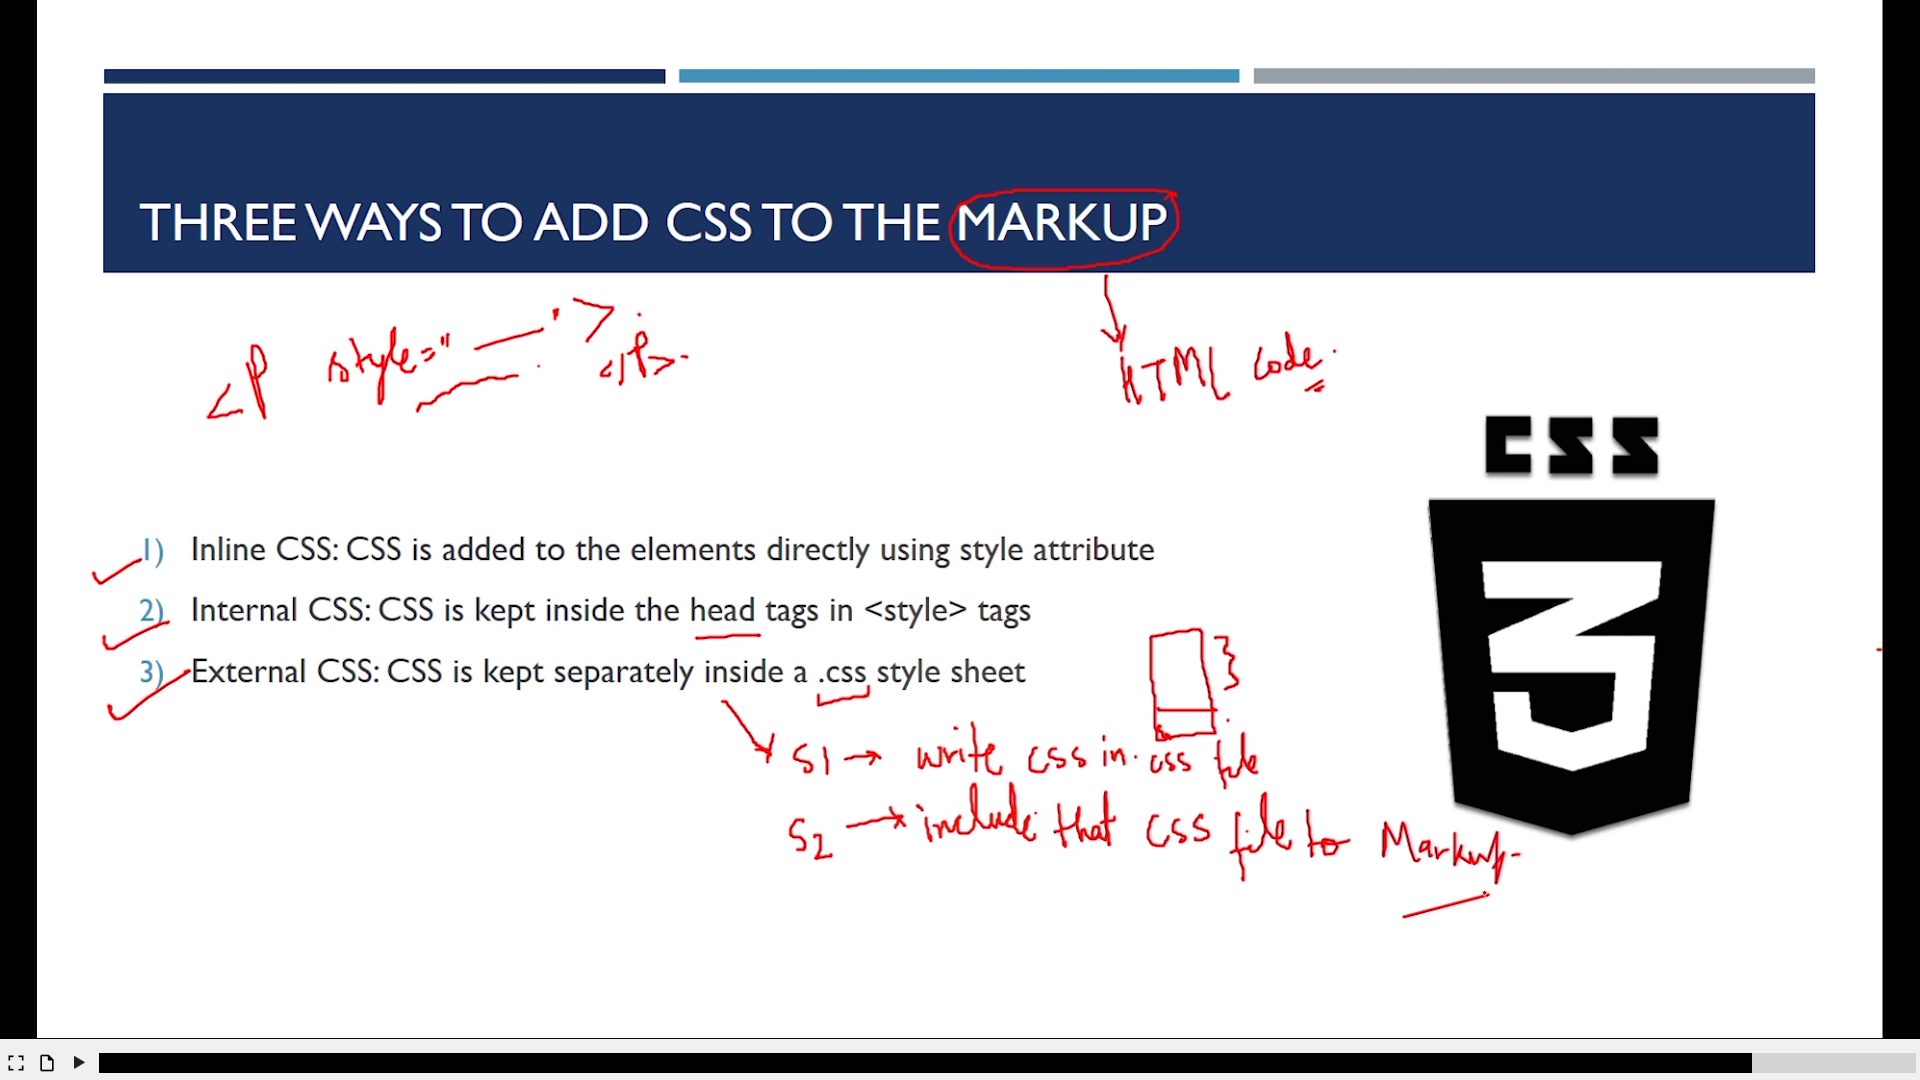 THREE WAYS TO ADD CSS TO THE MARKUP
<p style=" ">
</p>.
HTML code.
CSS
3
1) Inline CSS: CSS is added to the elements directly using style attribute
2) Internal CSS: CSS is kept inside the head tags in <style> tags
3) External CSS: CSS is kept separately inside a .css style sheet
S1 → write css in .css file
S2 → include that CSS file to Markup